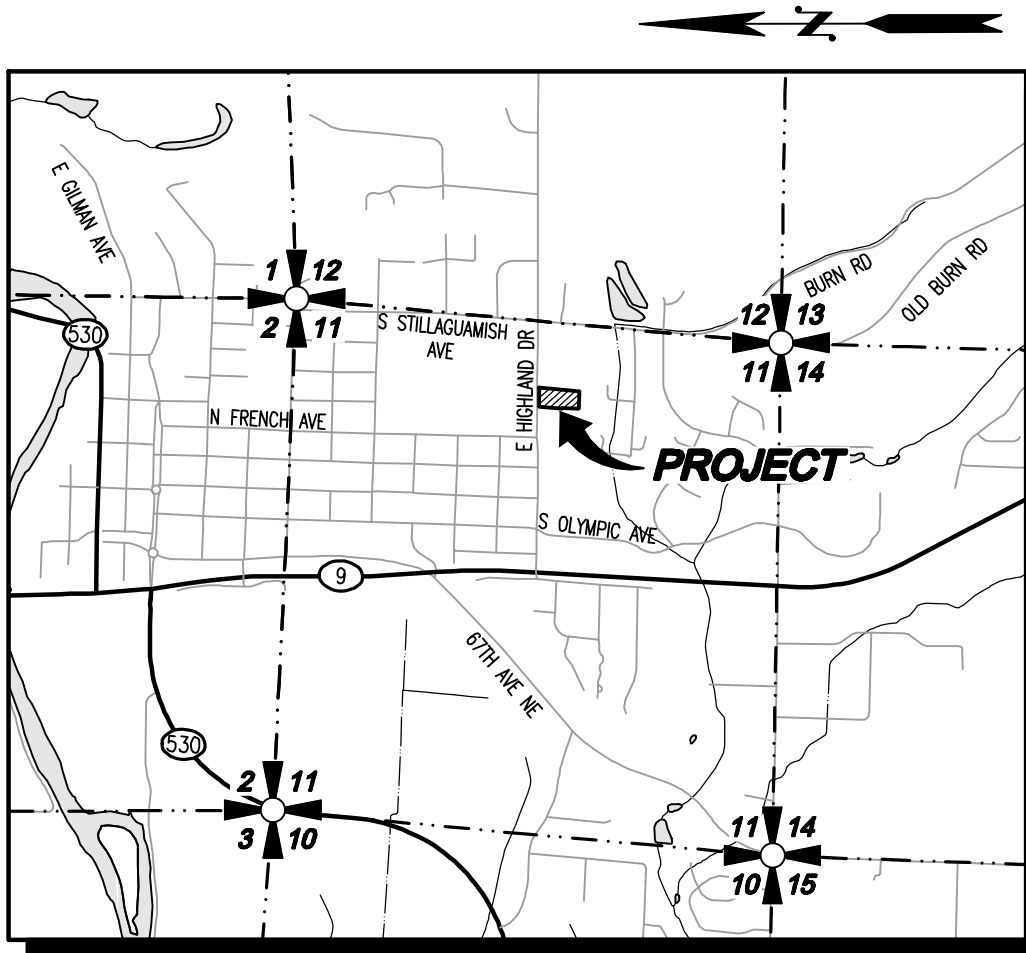 N
E GILMAN AVE
530
1 12
2 11
S STILLAGUAMISH
AVE
N FRENCH AVE
E HIGHLAND DR
BURN RD
OLD BURN RD
12 13
11 14
PROJECT
S OLYMPIC AVE
9
67TH AVE NE
530
2 11
3 10
11 14
10 15